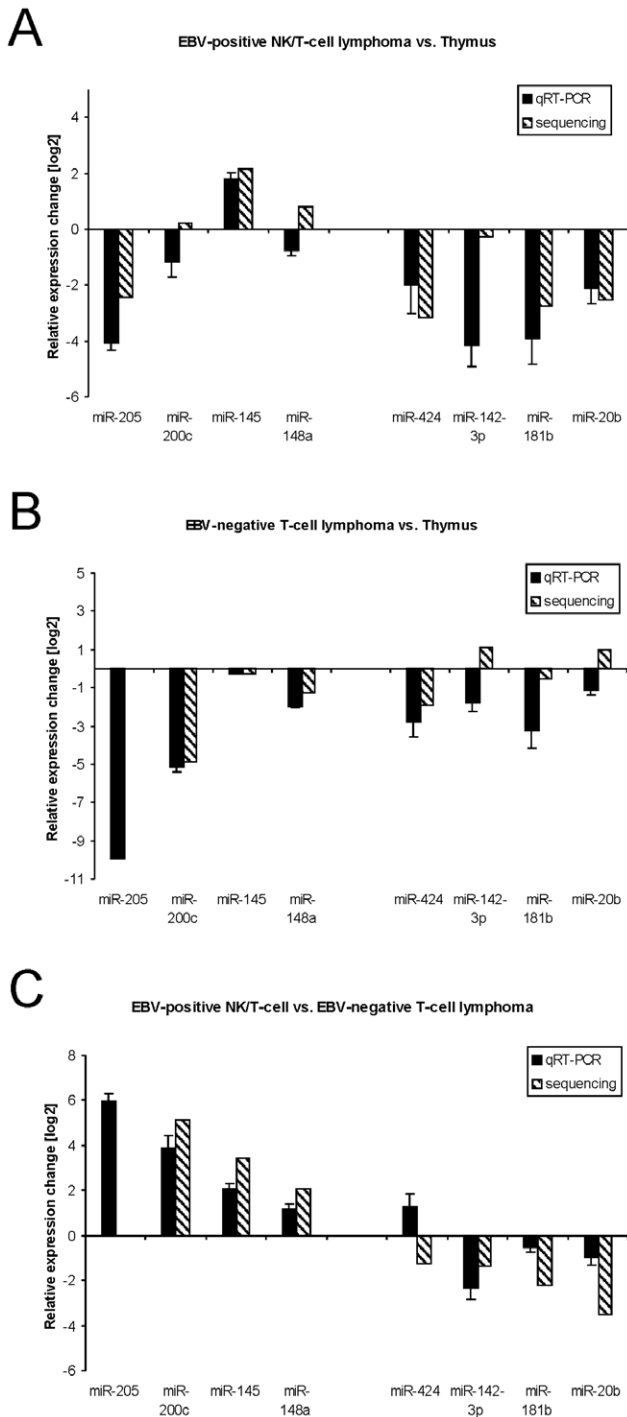 A
EBV-positive NK/T-cell lymphoma vs. Thymus
qRT-PCR
sequencing
Relative expression change [log2]
4
2
0
-2
-4
-6
miR-205
miR-
200c
miR-145
miR-
148a
miR-424
miR-142-
3p
miR-
181b
miR-20b
B
EBV-negative T-cell lymphoma vs. Thymus
qRT-PCR
sequencing
Relative expression change [log2]
5
3
1
-1
-3
-5
-7
-9
-11
miR-205
miR-
200c
miR-145
miR-
148a
miR-424
miR-142-
3p
miR-
181b
miR-20b
C
EBV-positive NK/T-cell vs. EBV-negative T-cell lymphoma
qRT-PCR
sequencing
Relative expression change [log2]
8
6
4
2
0
-2
-4
-6
miR-205
miR-
200c
miR-145
miR-
148a
miR-424
miR-142-
3p
miR-
181b
miR-20b